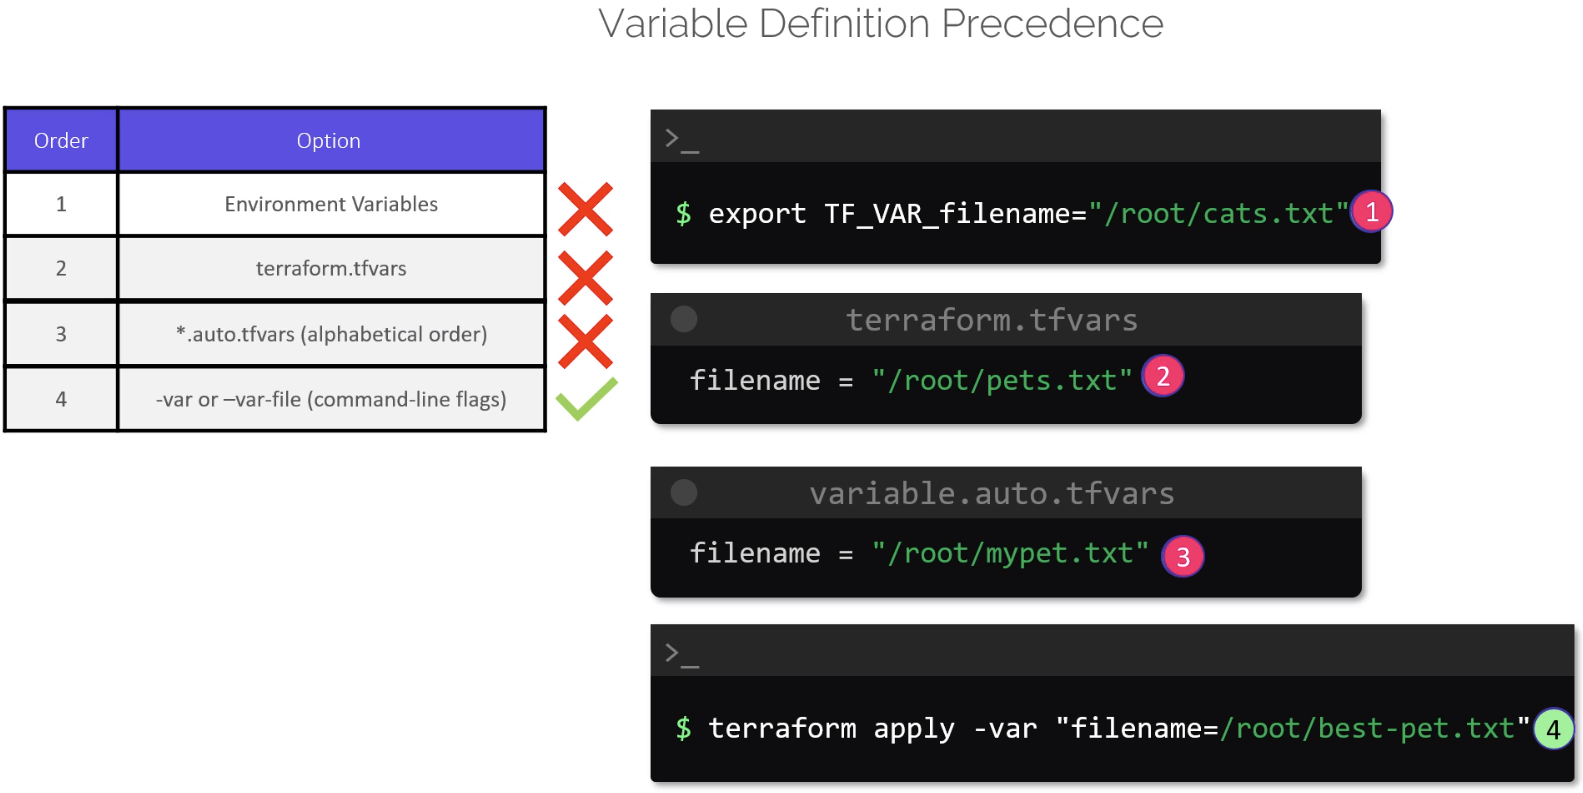 Variable Definition Precedence
Order Option
1 Environment Variables
2 terraform.tfvars
3 *.auto.tfvars (alphabetical order)
4 -var or –var-file (command-line flags)
>_
$ export TF_VAR_filename="/root/cats.txt" 1
terraform.tfvars
filename = "/root/pets.txt" 2
variable.auto.tfvars
filename = "/root/mypet.txt" 3
>_
$ terraform apply -var "filename=/root/best-pet.txt" 4